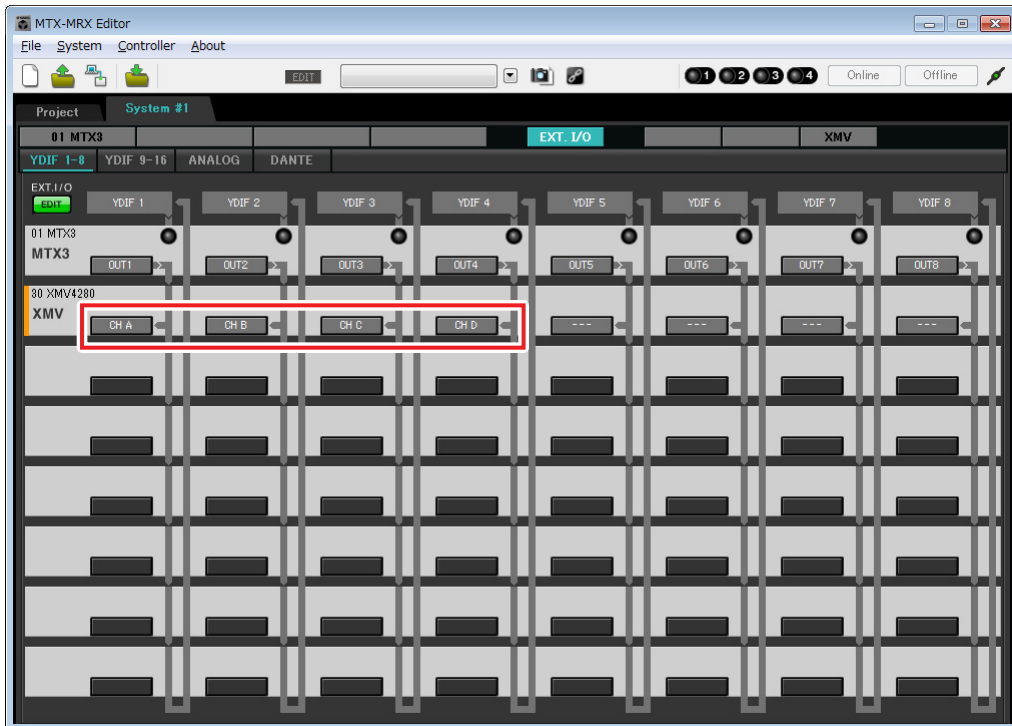 MTX-MRX Editor
File System Controller About
EDIT 1 2 3 4 Online Offline
Project System #1
01 MTX3 EXT. I/O XMV
YDIF 1-8 YDIF 9-16 ANALOG DANTE
EXT.I/O
EDIT YDIF 1 YDIF 2 YDIF 3 YDIF 4 YDIF 5 YDIF 6 YDIF 7 YDIF 8
01 MTX3
MTX3
OUT1 OUT2 OUT3 OUT4 OUT5 OUT6 OUT7 OUT8
30 XMV4280
XMV
CH A CH B CH C CH D --- --- --- ---